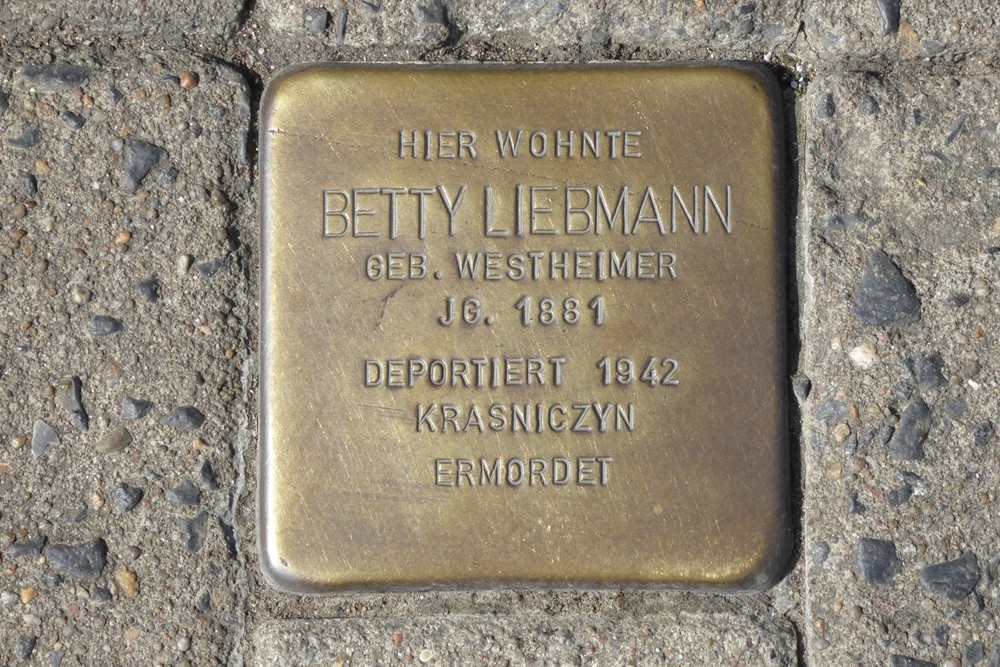 HIER WOHNTE
BETTY LIEBMANN
GEB. WESTHEIMER
JG. 1881
DEPORTIERT 1942
KRASNICZYN
ERMORDET